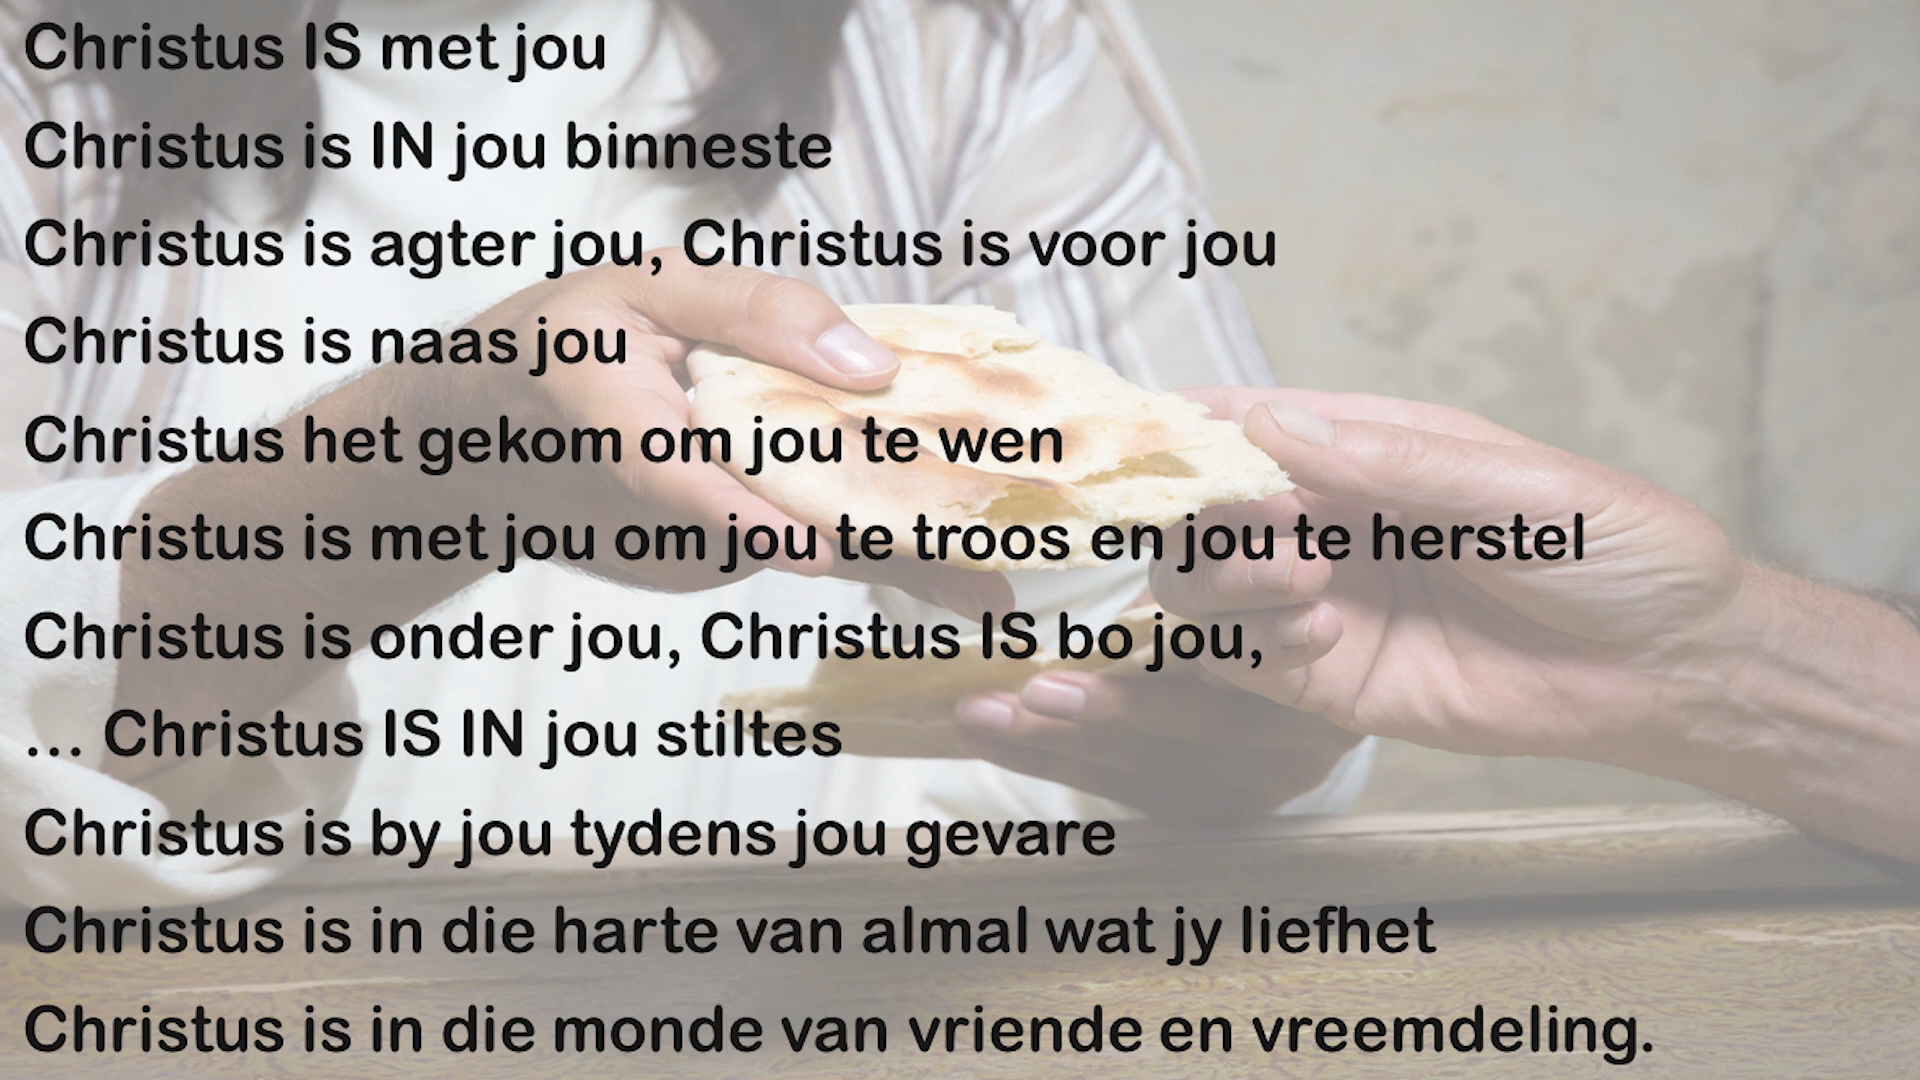 Christus IS met jou
Christus is IN jou binneste
Christus is agter jou, Christus is voor jou
Christus is naas jou
Christus het gekom om jou te wen
Christus is met jou om jou te troos en jou te herstel
Christus is onder jou, Christus IS bo jou,
... Christus IS IN jou stiltes
Christus is by jou tydens jou gevare
Christus is in die harte van almal wat jy liefhet
Christus is in die monde van vriende en vreemdeling.